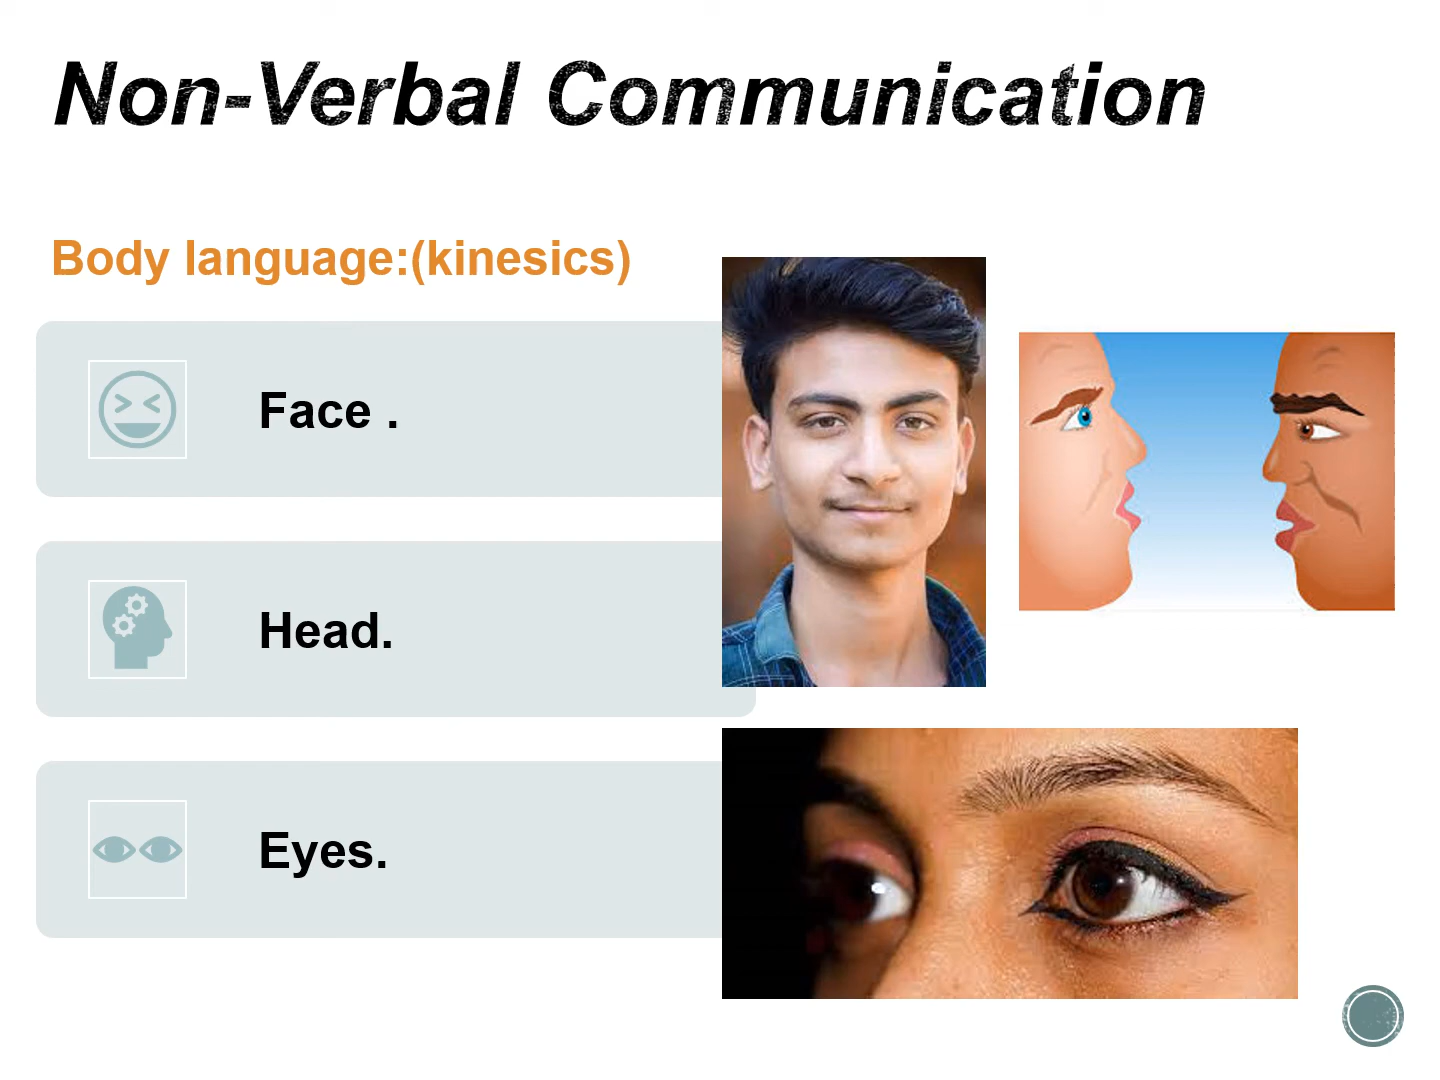 Non-Verbal Communication
Body language:(kinesics)
Face .
Head.
Eyes.